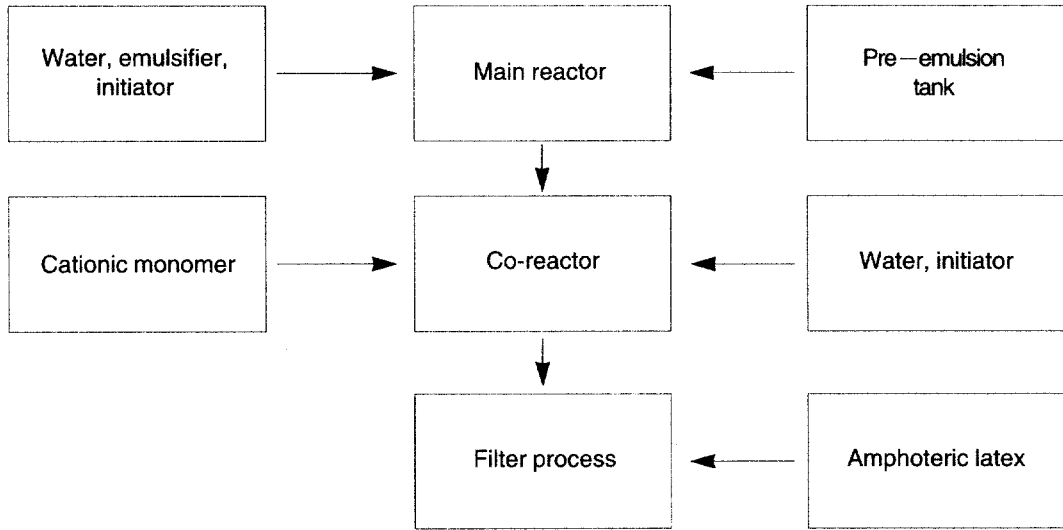 Water, emulsifier,
initiator
Main reactor
Pre—emulsion
tank
Cationic monomer
Co-reactor
Water, initiator
Filter process
Amphoteric latex